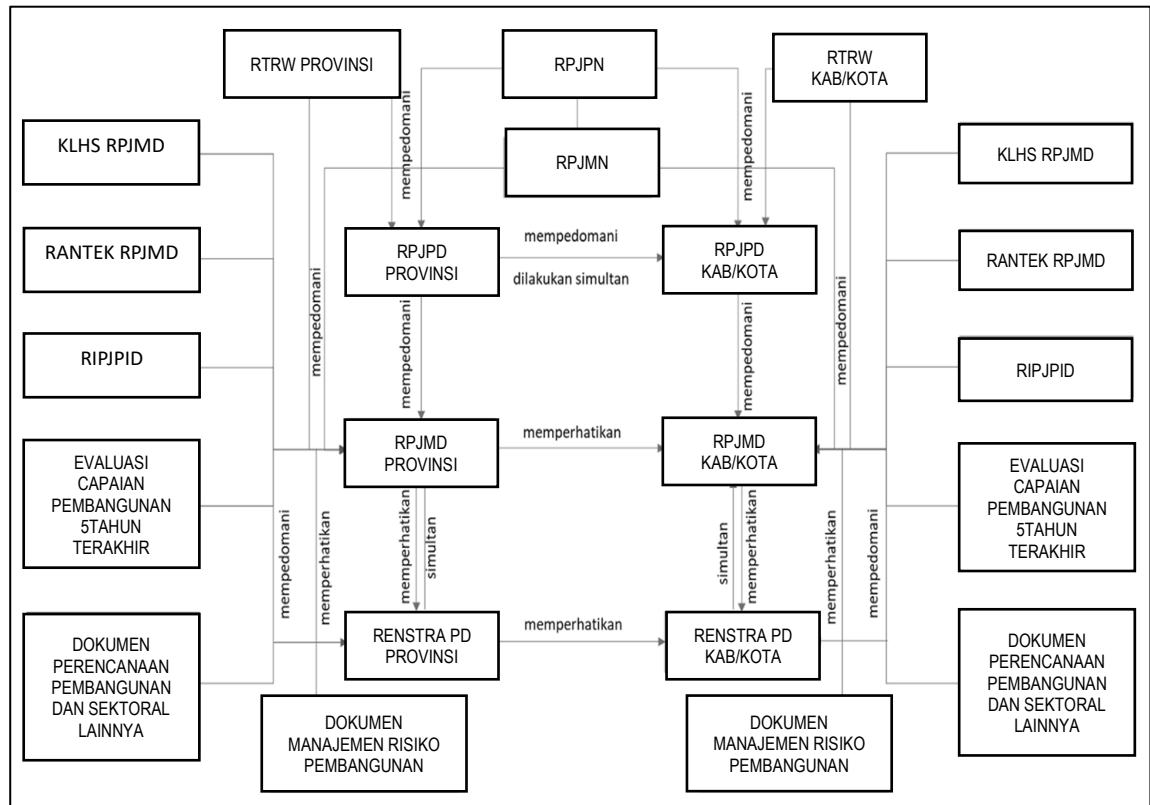 RTRW PROVINSI
RPJPN
RTRW
KAB/KOTA
mempedomani
mempedomani
KLHS RPJMD
RPJMN
KLHS RPJMD
RANTEK RPJMD
RPJPD
PROVINSI
mempedomani
dilakukan simultan
RPJPD
KAB/KOTA
RANTEK RPJMD
mempedomani
mempedomani
mempedomani
mempedomani
RIPJPID
RIPJPID
RPJMD
PROVINSI
memperhatikan
RPJMD
KAB/KOTA
EVALUASI
CAPAIAN
PEMBANGUNAN
5TAHUN
TERAKHIR
EVALUASI
CAPAIAN
PEMBANGUNAN
5TAHUN
TERAKHIR
mempedomani
memperhatikan
memperhatikan
simultan
simultan
memperhatikan
memperhatikan
mempedomani
DOKUMEN
PERENCANAAN
PEMBANGUNAN
DAN SEKTORAL
LAINNYA
RENSTRA PD
PROVINSI
memperhatikan
RENSTRA PD
KAB/KOTA
DOKUMEN
PERENCANAAN
PEMBANGUNAN
DAN SEKTORAL
LAINNYA
DOKUMEN
MANAJEMEN RISIKO
PEMBANGUNAN
DOKUMEN
MANAJEMEN RISIKO
PEMBANGUNAN